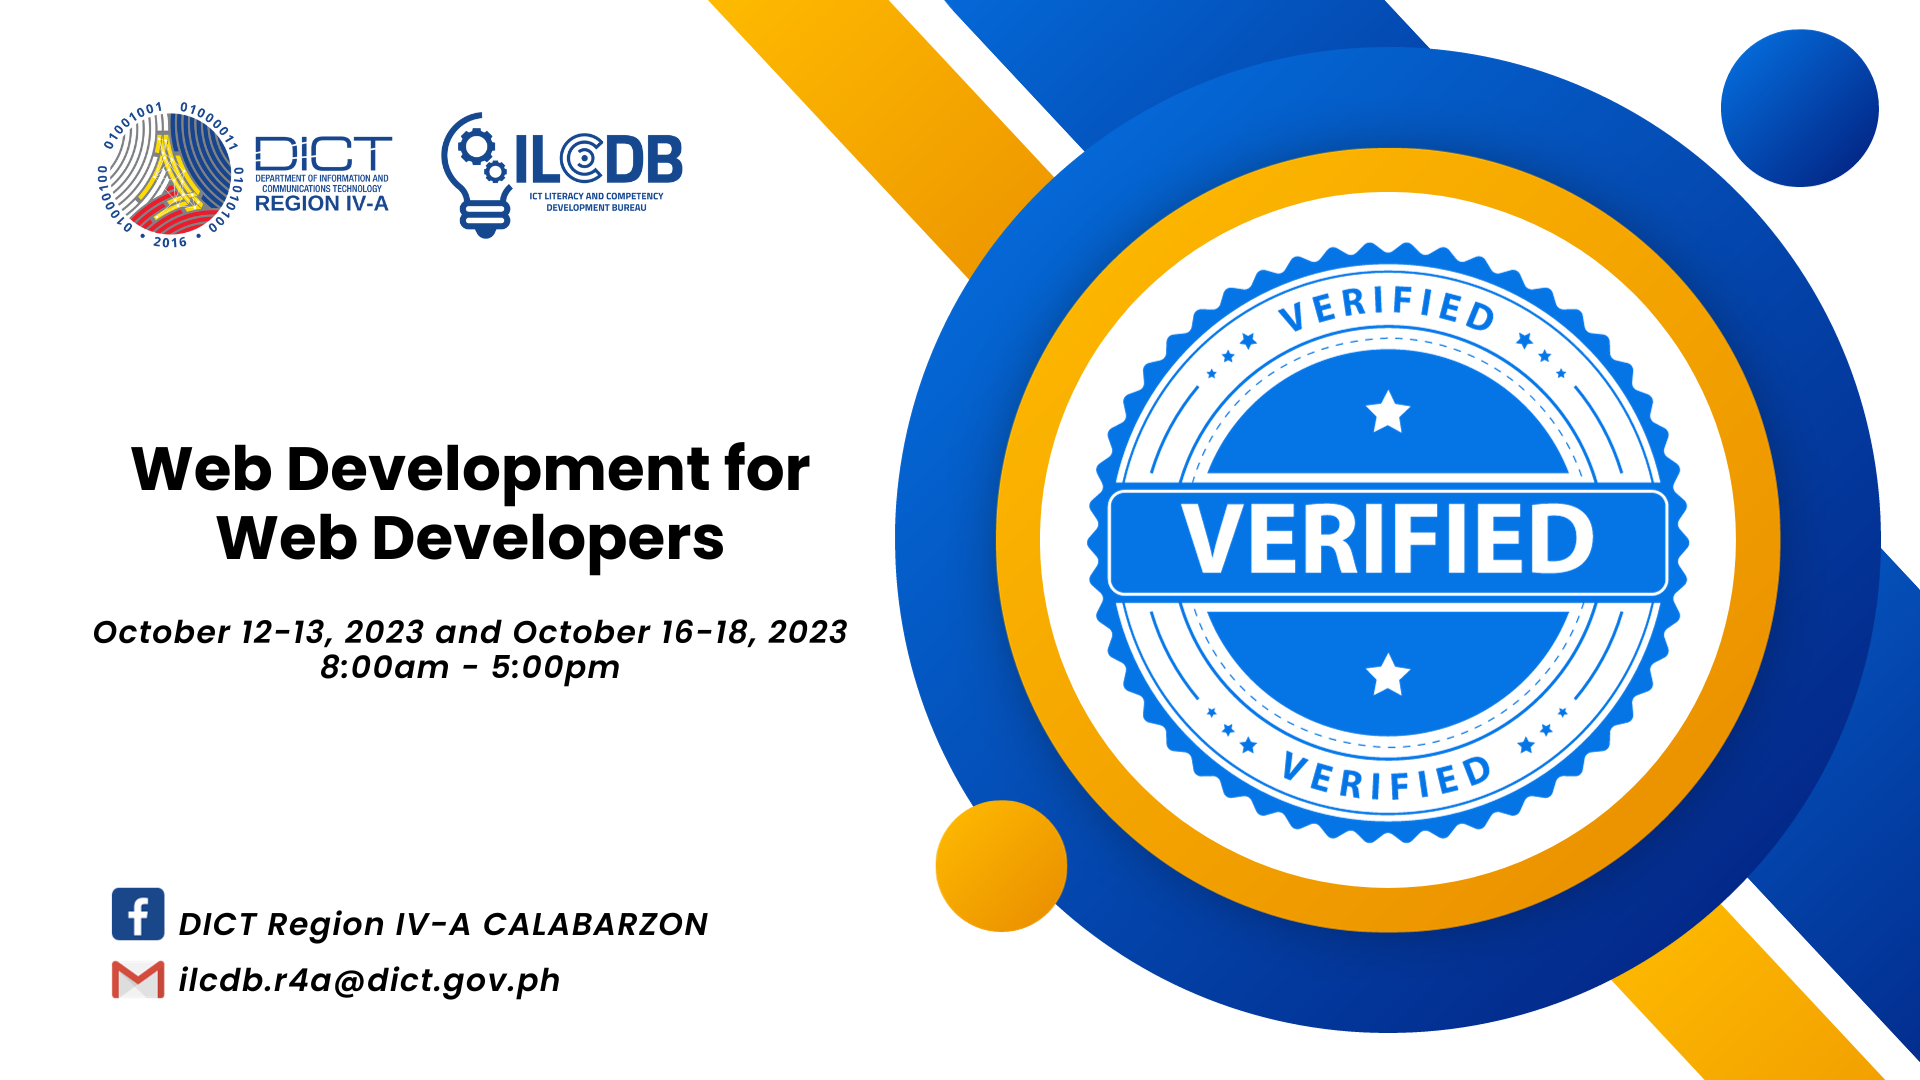 01001001 01000011 01010100 01000100 • 2016 •
DICT
DEPARTMENT OF INFORMATION AND
COMMUNICATIONS TECHNOLOGY
REGION IV-A
ILCDB
ICT LITERACY AND COMPETENCY
DEVELOPMENT BUREAU
Web Development for
Web Developers
October 12-13, 2023 and October 16-18, 2023
8:00am - 5:00pm
DICT Region IV-A CALABARZON
ilcdb.r4a@dict.gov.ph
VERIFIED
VERIFIED
VERIFIED